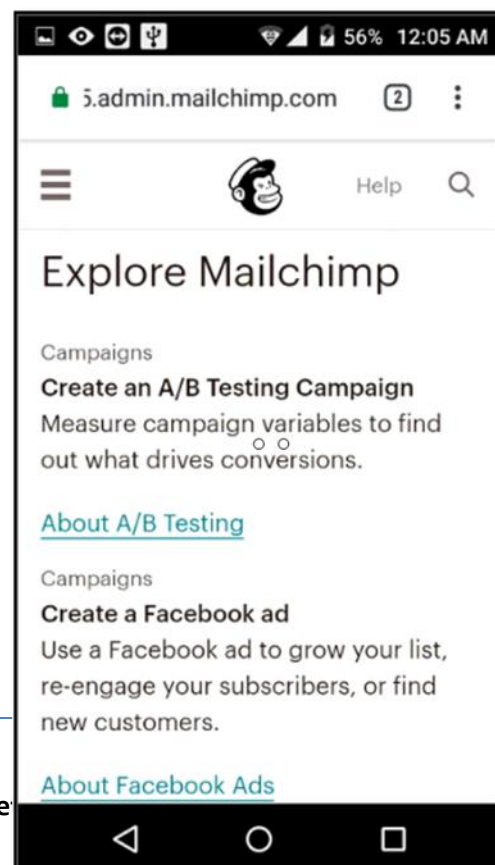 56% 12:05 AM
5.admin.mailchimp.com 2
Help
Explore Mailchimp
Campaigns
Create an A/B Testing Campaign
Measure campaign variables to find
out what drives conversions.
About A/B Testing
Campaigns
Create a Facebook ad
Use a Facebook ad to grow your list,
re-engage your subscribers, or find
new customers.
About Facebook Ads